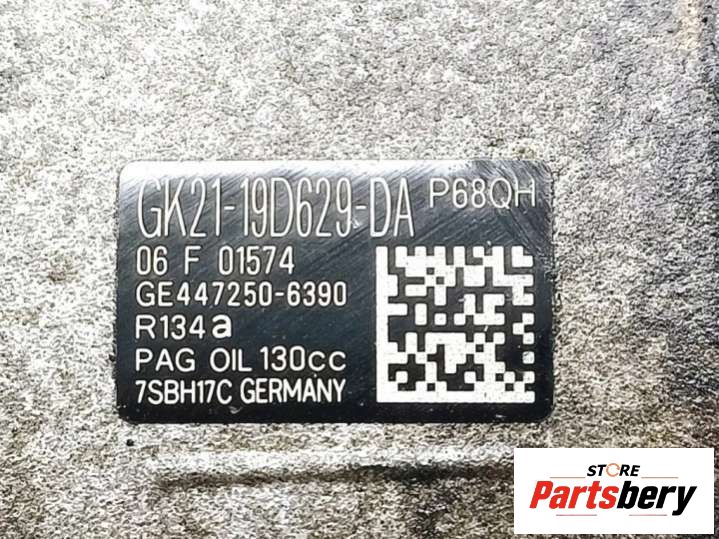 GK21-19D629-DA P68QH
06 F 01574
GE447250-6390
R134a
PAG OIL 130cc
7SBH17C GERMANY
STORE
Partsbery